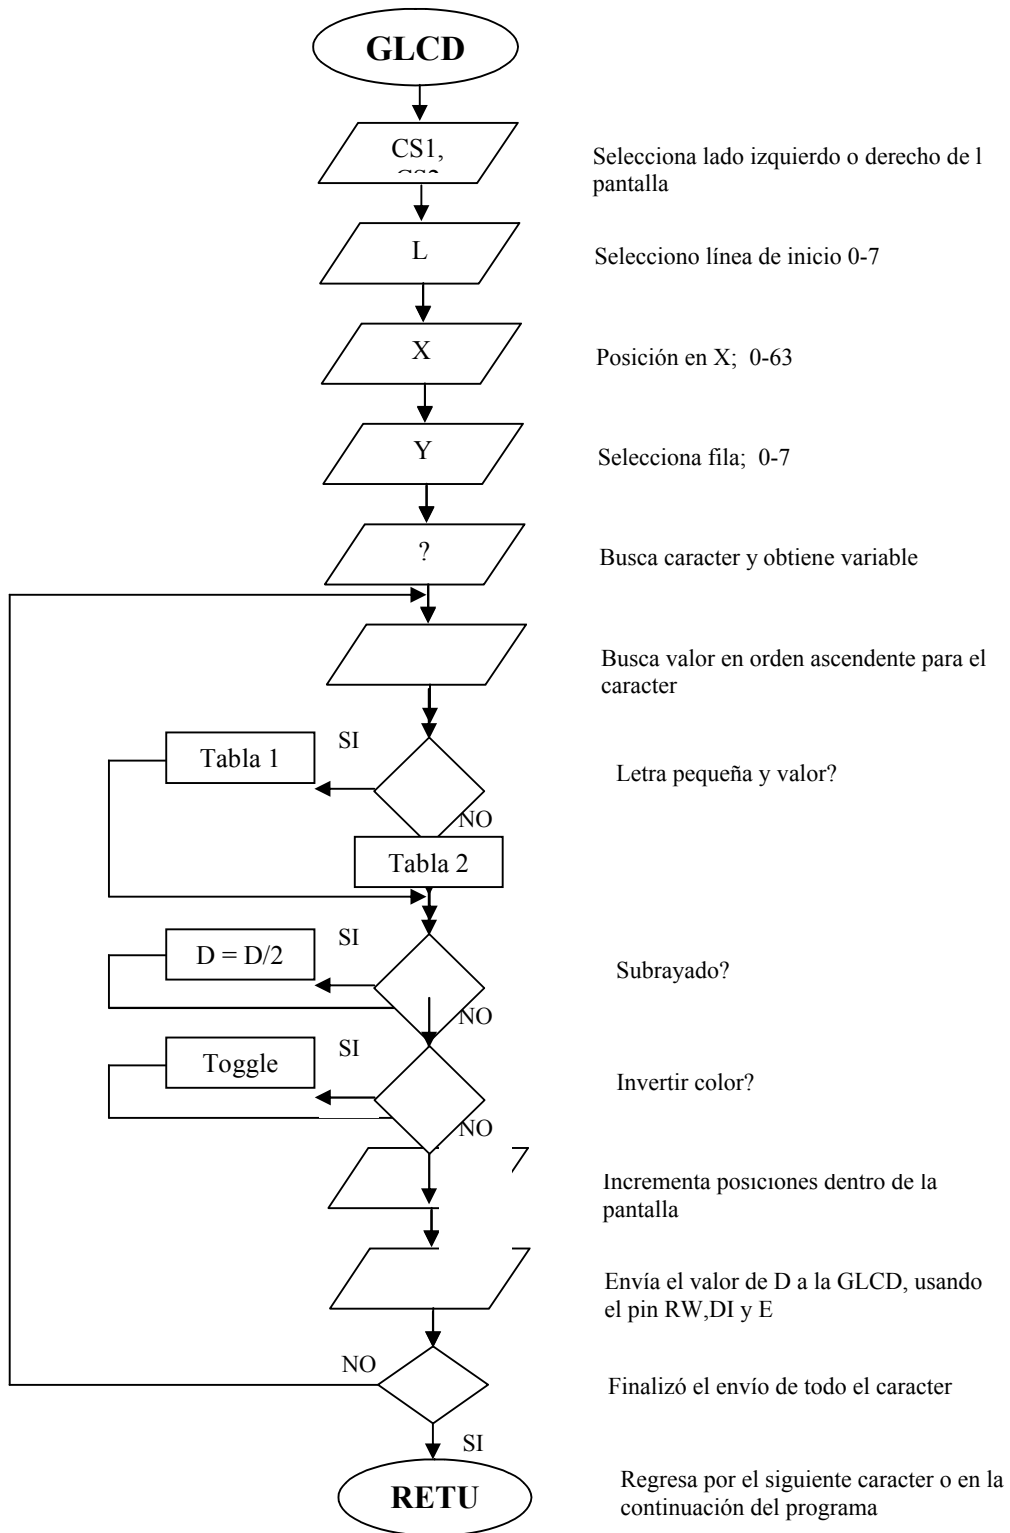 GLCD
CS1,
Selecciona lado izquierdo o derecho de l
pantalla
L
Selecciono línea de inicio 0-7
X
Posición en X;  0-63
Y
Selecciona fila;  0-7
?
Busca caracter y obtiene variable
Busca valor en orden ascendente para el
caracter
SI
Tabla 1
Letra pequeña y valor?
NO
Tabla 2
SI
D = D/2
Subrayado?
NO
SI
Toggle
Invertir color?
NO
Incrementa posiciones dentro de la
pantalla
Envía el valor de D a la GLCD, usando
el pin RW,DI y E
NO
Finalizó el envío de todo el caracter
SI
RETU
Regresa por el siguiente caracter o en la
continuación del programa